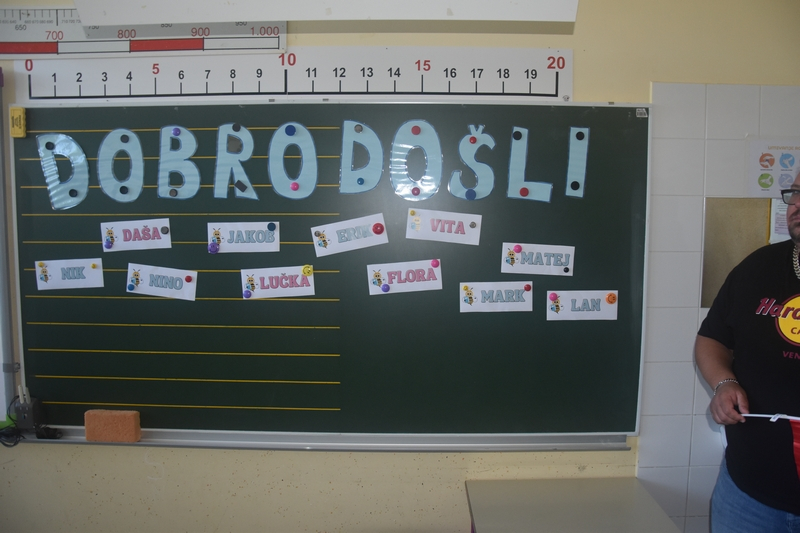 700 800 900 1.000
0 1 2 3 4 5 6 7 8 9 10 11 12 13 14 15 16 17 18 19 20
DOBRODOŠLI
DAŠA JAKOB EMA VITA
NIK NINO LUČKA FLORA MATEJ
MARK LAN
Hard